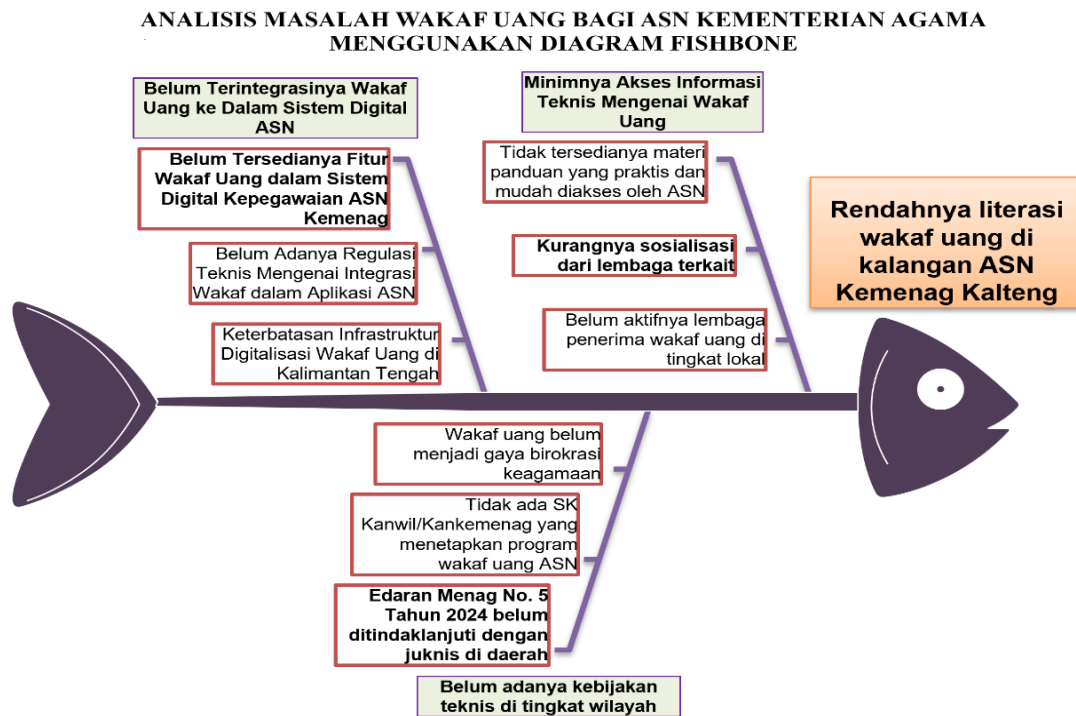 ANALISIS MASALAH WAKAF UANG BAGI ASN KEMENTERIAN AGAMA
MENGGUNAKAN DIAGRAM FISHBONE
Belum Terintegrasinya Wakaf
Uang ke Dalam Sistem Digital
ASN
Belum Tersedianya Fitur
Wakaf Uang dalam Sistem
Digital Kepegawaian ASN
Kemenag
Belum Adanya Regulasi
Teknis Mengenai Integrasi
Wakaf dalam Aplikasi ASN
Keterbatasan Infrastruktur
Digitalisasi Wakaf Uang di
Kalimantan Tengah
Minimnya Akses Informasi
Teknis Mengenai Wakaf
Uang
Tidak tersedianya materi
panduan yang praktis dan
mudah diakses oleh ASN
Kurangnya sosialisasi
dari lembaga terkait
Belum aktifnya lembaga
penerima wakaf uang di
tingkat lokal
Rendahnya literasi
wakaf uang di
kalangan ASN
Kemenag Kalteng
Wakaf uang belum
menjadi gaya birokrasi
keagamaan
Tidak ada SK
Kanwil/Kankemenag yang
menetapkan program
wakaf uang ASN
Edaran Menag No. 5
Tahun 2024 belum
ditindaklanjuti dengan
juknis di daerah
Belum adanya kebijakan
teknis di tingkat wilayah